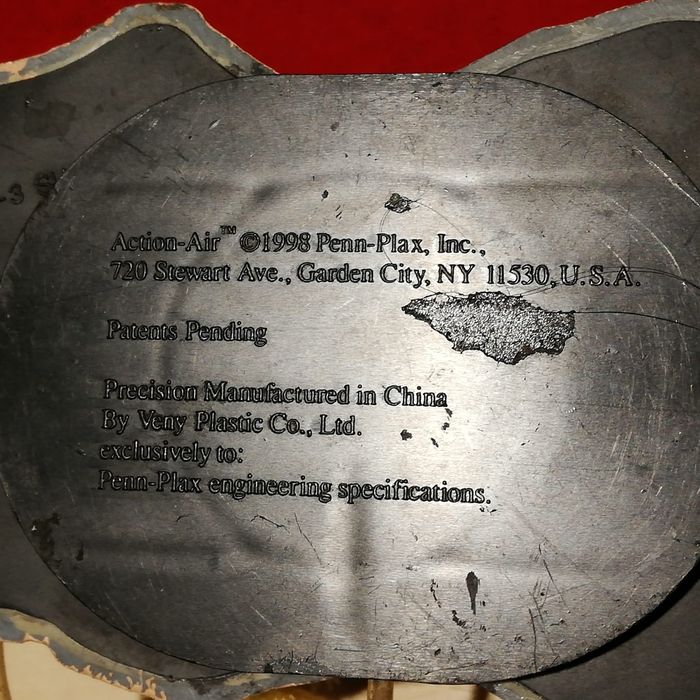 -3
Action-Air™ ©1998 Penn-Plax, Inc.,
720 Stewart Ave., Garden City, NY 11530, U.S.A.
Patents Pending
Precision Manufactured in China
By Veny Plastic Co., Ltd.
exclusively to:
Penn-Plax engineering specifications.